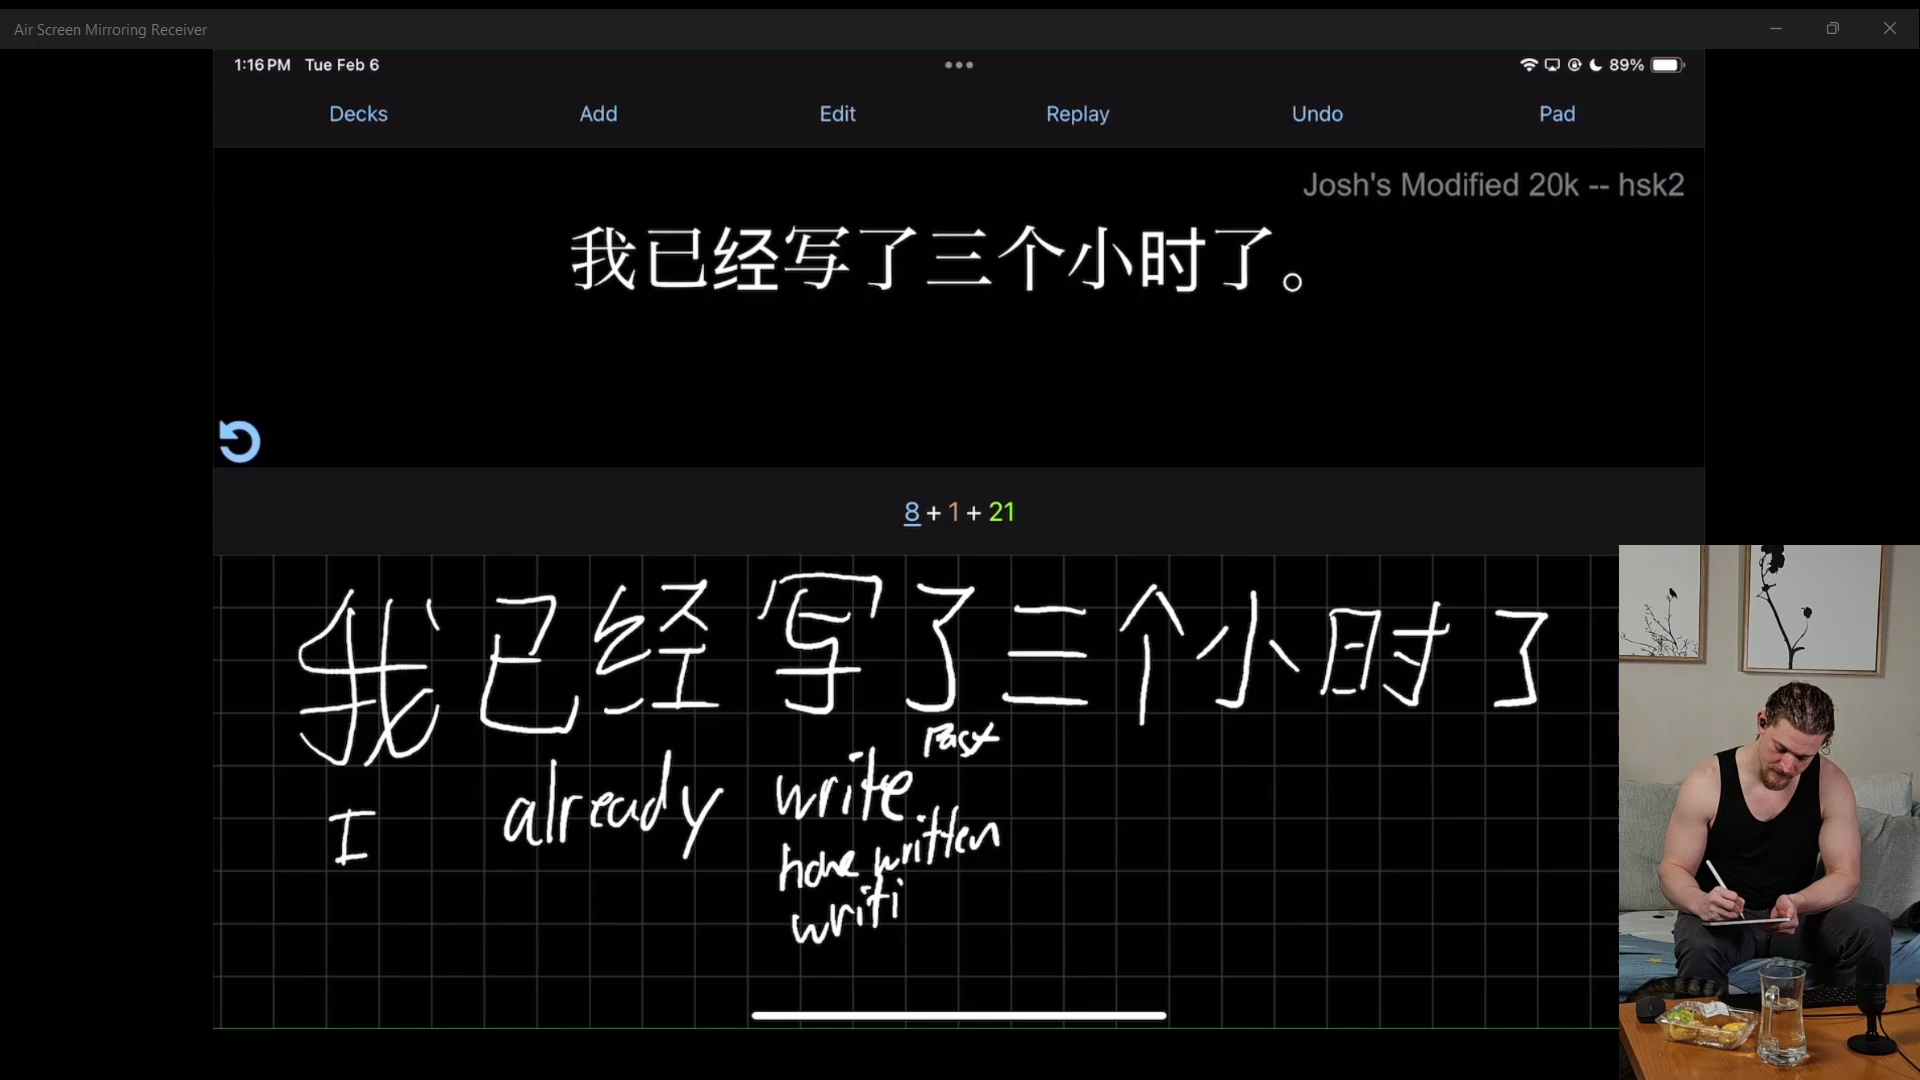 Air Screen Mirroring Receiver
1:16 PM Tue Feb 6
89%
Decks Add Edit Replay Undo Pad
Josh's Modified 20k -- hsk2
我已经写了三个小时了。
8 + 1 + 21
我已经写了三个小时了
Past
I already write
have written
writi